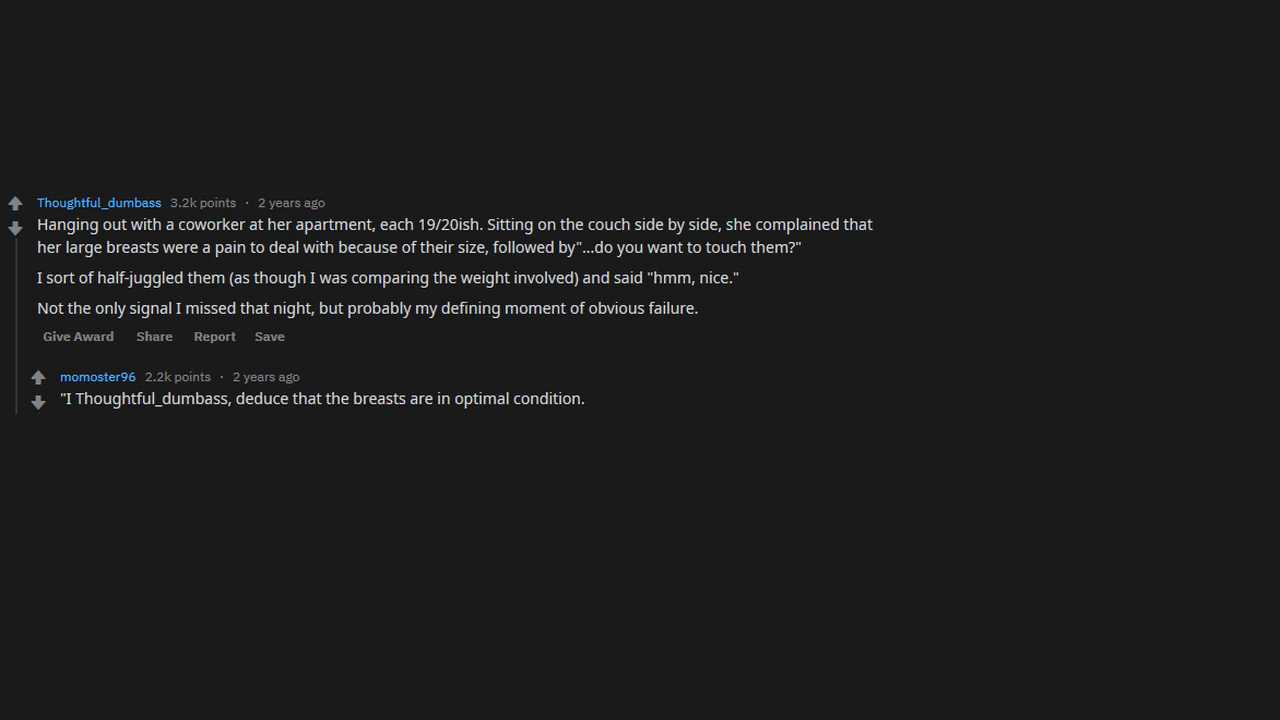 Thoughtful_dumbass 3.2k points · 2 years ago
Hanging out with a coworker at her apartment, each 19/20ish. Sitting on the couch side by side, she complained that
her large breasts were a pain to deal with because of their size, followed by"...do you want to touch them?"
I sort of half-juggled them (as though I was comparing the weight involved) and said "hmm, nice."
Not the only signal I missed that night, but probably my defining moment of obvious failure.
Give Award Share Report Save
momoster96 2.2k points · 2 years ago
"I Thoughtful_dumbass, deduce that the breasts are in optimal condition.